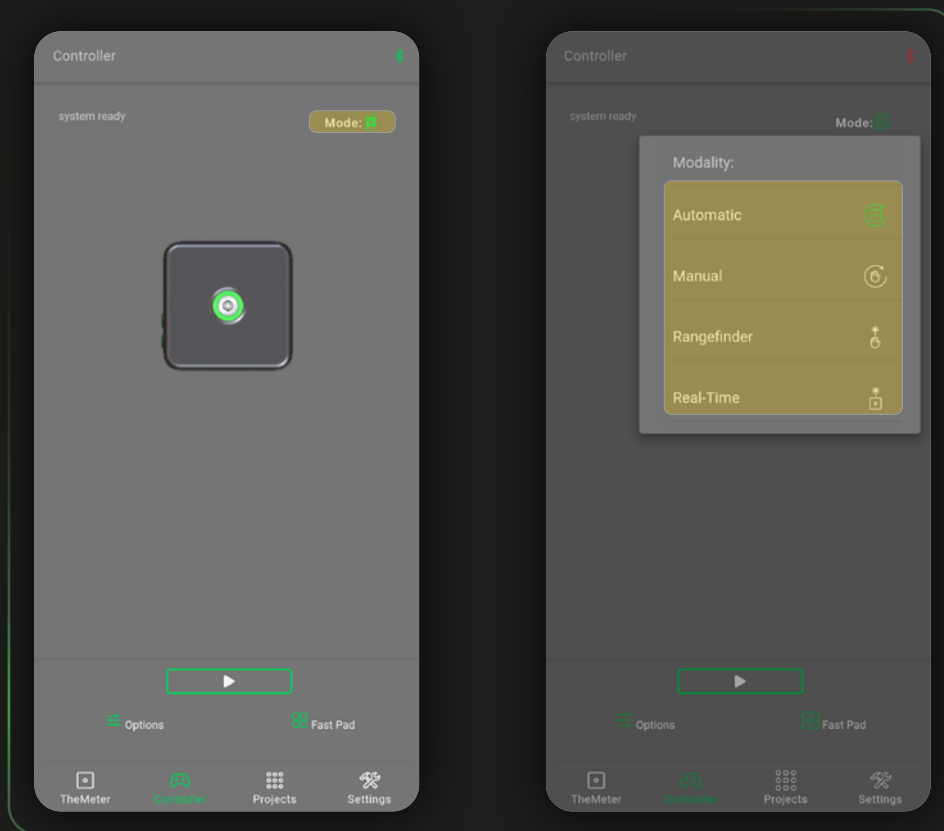 Controller
system ready
Mode:
Options
Fast Pad
TheMeter
Controller
Projects
Settings
Controller
system ready
Mode:
Modality:
Automatic
Manual
Rangefinder
Real-Time
Options
Fast Pad
TheMeter
Controller
Projects
Settings